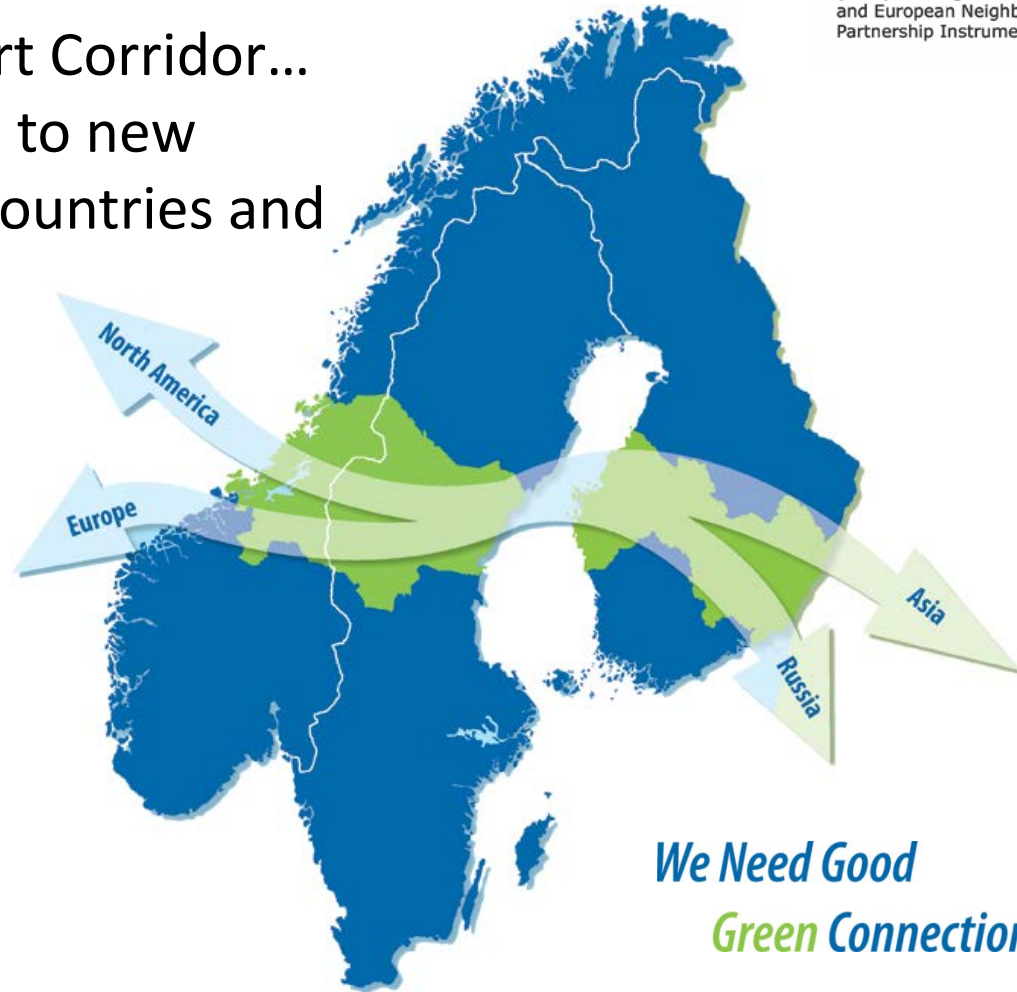 rt Corridor…
to new
ountries and
and European Neighb
Partnership Instrume
North America
Europe
Asia
Russia
We Need Good
Green Connection